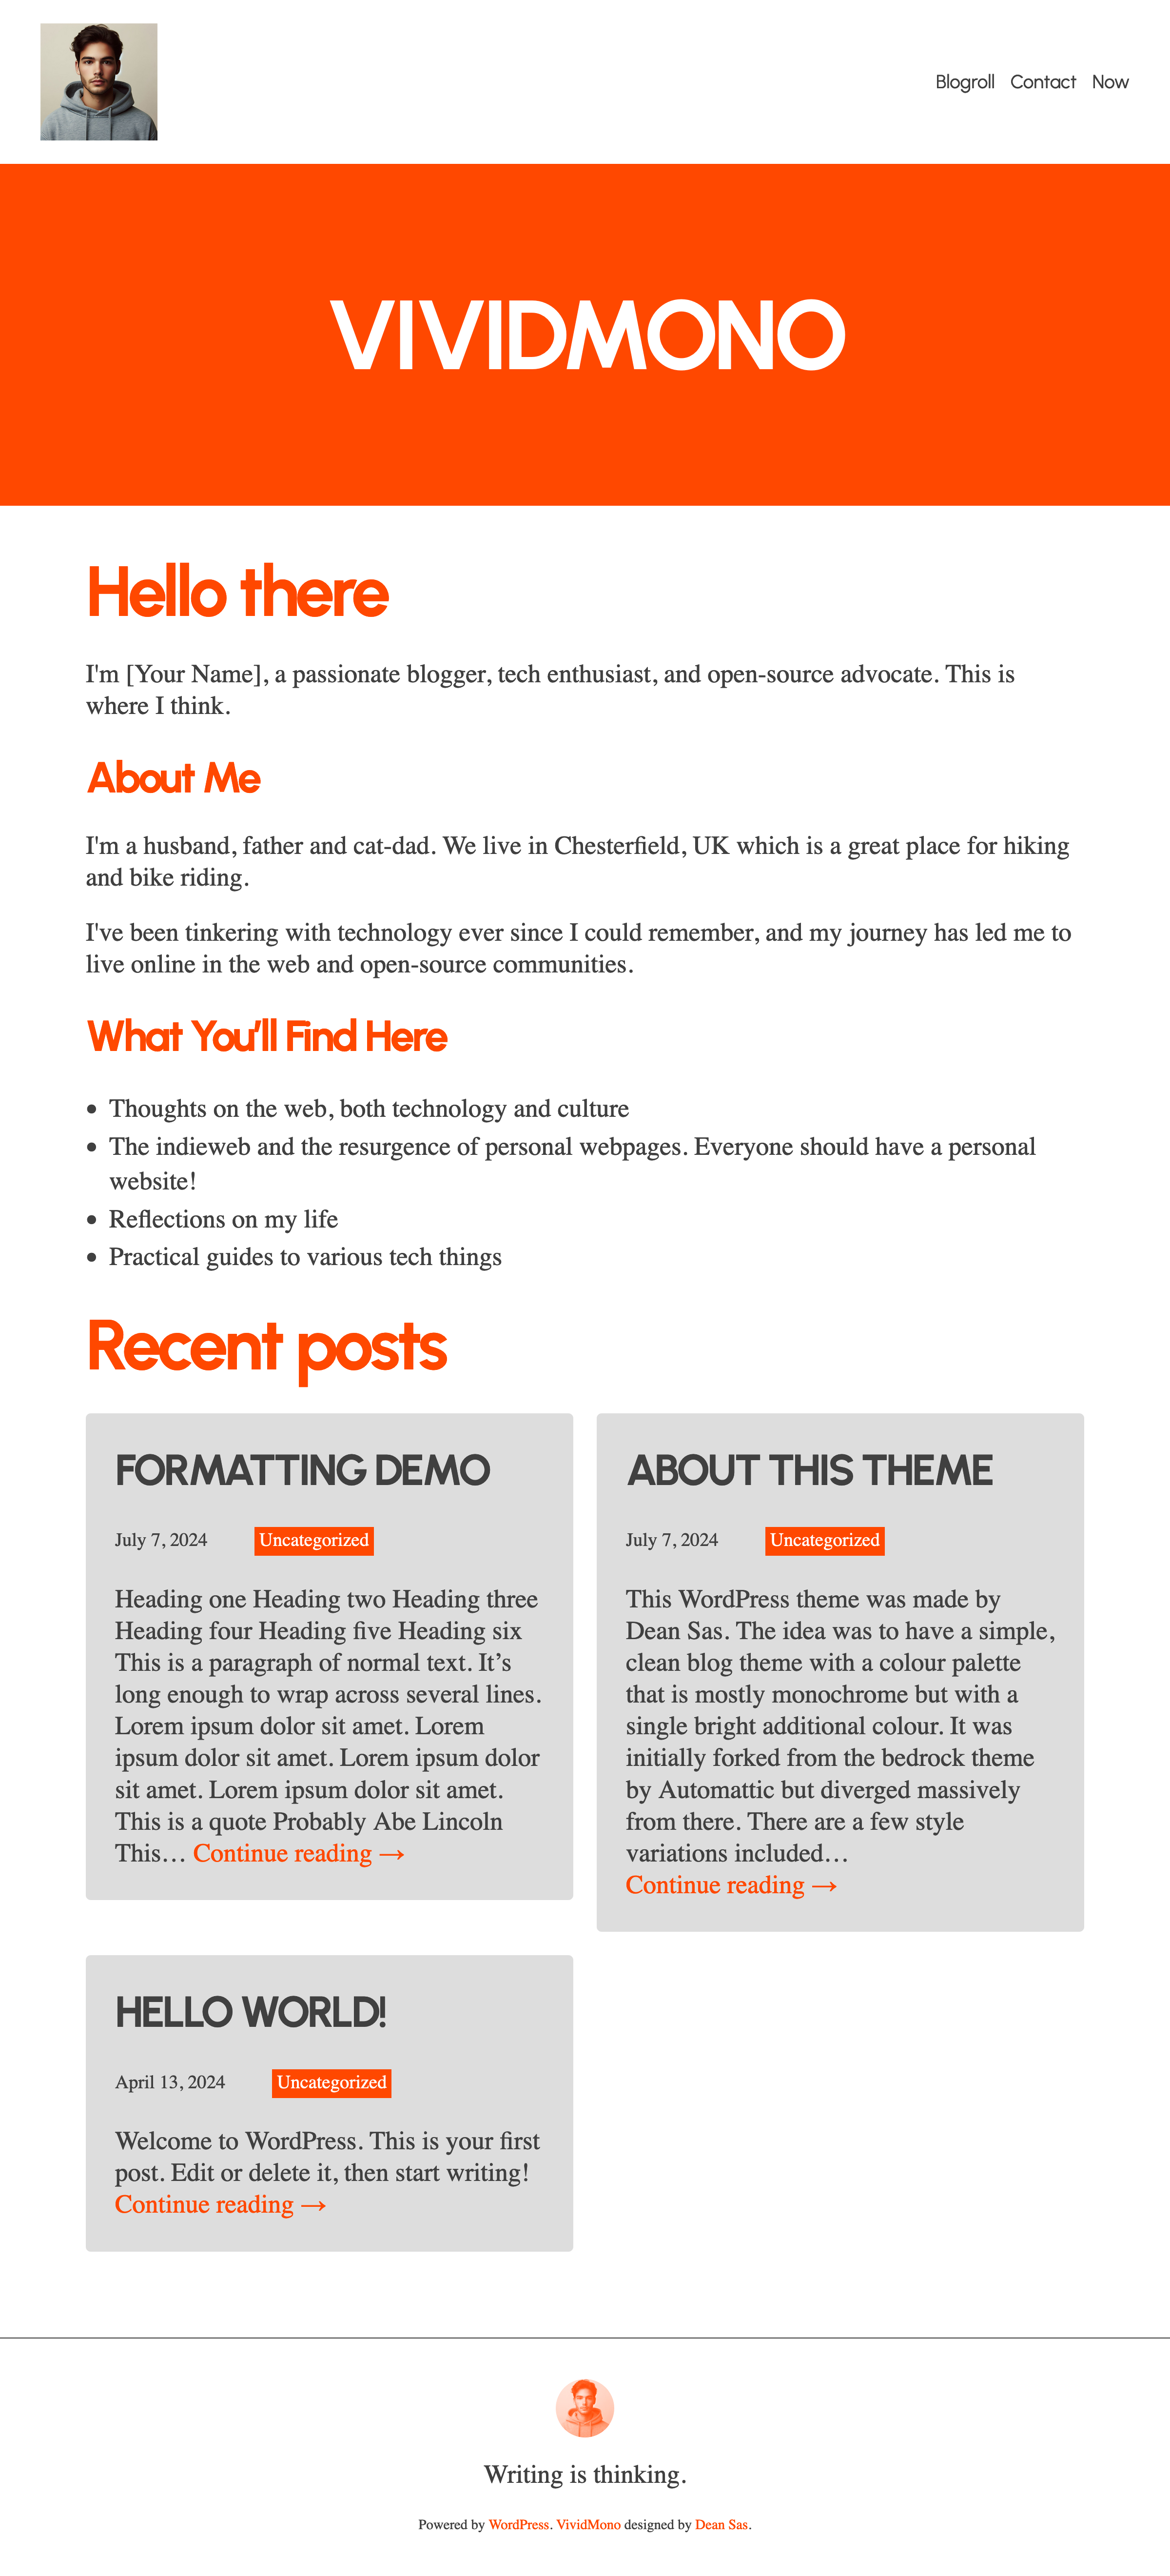 Blogroll Contact Now
VIVIDMONO
Hello there
I'm [Your Name], a passionate blogger, tech enthusiast, and open-source advocate. This is
where I think.
About Me
I'm a husband, father and cat-dad. We live in Chesterfield, UK which is a great place for hiking
and bike riding.
I've been tinkering with technology ever since I could remember, and my journey has led me to
live online in the web and open-source communities.
What You’ll Find Here
• Thoughts on the web, both technology and culture
• The indieweb and the resurgence of personal webpages. Everyone should have a personal
website!
• Reflections on my life
• Practical guides to various tech things
Recent posts
FORMATTING DEMO
July 7, 2024 Uncategorized
Heading one Heading two Heading three
Heading four Heading five Heading six
This is a paragraph of normal text. It’s
long enough to wrap across several lines.
Lorem ipsum dolor sit amet. Lorem
ipsum dolor sit amet. Lorem ipsum dolor
sit amet. Lorem ipsum dolor sit amet.
This is a quote Probably Abe Lincoln
This… Continue reading →
ABOUT THIS THEME
July 7, 2024 Uncategorized
This WordPress theme was made by
Dean Sas. The idea was to have a simple,
clean blog theme with a colour palette
that is mostly monochrome but with a
single bright additional colour. It was
initially forked from the bedrock theme
by Automattic but diverged massively
from there. There are a few style
variations included…
Continue reading →
HELLO WORLD!
April 13, 2024 Uncategorized
Welcome to WordPress. This is your first
post. Edit or delete it, then start writing!
Continue reading →
Writing is thinking.
Powered by WordPress. VividMono designed by Dean Sas.